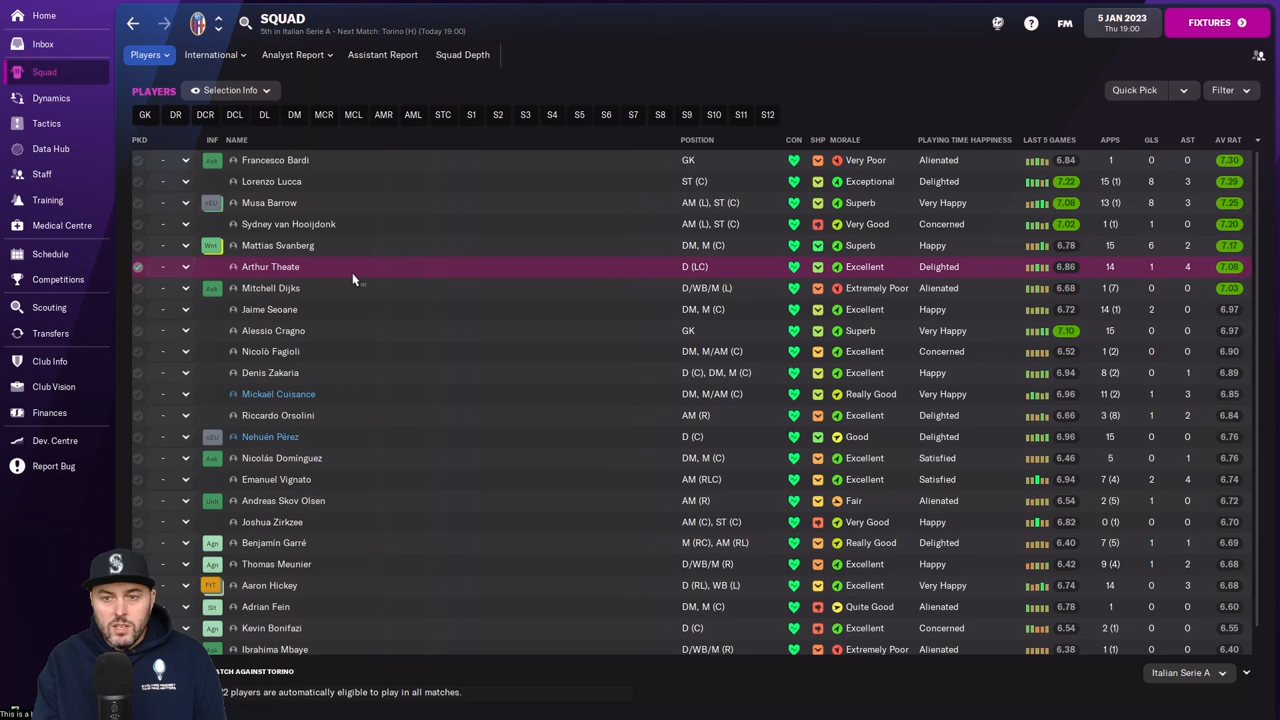 Home
SQUAD
5th in Italian Serie A - Next Match: Torino (H) (Today 19:00)
FM
5 JAN 2023
Thu 19:00
FIXTURES
Inbox
Squad
Dynamics
Tactics
Data Hub
Staff
Training
Medical Centre
Schedule
Competitions
Scouting
Transfers
Club Info
Club Vision
Finances
Dev. Centre
Report Bug
Players International Analyst Report Assistant Report Squad Depth
PLAYERS Selection Info Quick Pick Filter
GK DR DCR DCL DL DM MCR MCL AMR AML STC S1 S2 S3 S4 S5 S6 S7 S8 S9 S10 S11 S12
PKD INF NAME POSITION CON SHP MORALE PLAYING TIME HAPPINESS LAST 5 GAMES APPS GLS AST AV RAT
- Ask Francesco Bardi GK Very Poor Alienated 6.84 1 0 0 7.30
- Lorenzo Lucca ST (C) Exceptional Delighted 7.22 15 (1) 8 3 7.29
- nEU Musa Barrow AM (L), ST (C) Superb Very Happy 7.08 13 (1) 8 3 7.25
- Sydney van Hooijdonk AM (L), ST (C) Very Good Concerned 7.02 1 (1) 1 0 7.20
- Wnt Mattias Svanberg DM, M (C) Superb Happy 6.78 15 6 2 7.17
- Arthur Theate D (LC) Excellent Delighted 6.86 14 1 4 7.08
- Ask Mitchell Dijks D/WB/M (L) Extremely Poor Alienated 6.68 1 (7) 0 0 7.03
- Jaime Seoane DM, M (C) Excellent Happy 6.72 14 (1) 2 0 6.97
- Alessio Cragno GK Superb Very Happy 7.10 15 0 0 6.97
- Nicolò Fagioli DM, M/AM (C) Excellent Concerned 6.52 1 (2) 0 0 6.90
- Denis Zakaria D (C), DM, M (C) Excellent Happy 6.94 8 (2) 0 1 6.89
- Mickaël Cuisance DM, M/AM (C) Really Good Very Happy 6.96 11 (2) 1 3 6.85
- Riccardo Orsolini AM (R) Excellent Delighted 6.66 3 (8) 1 2 6.84
- nEU Nehuén Pérez D (C) Good Delighted 6.96 15 0 0 6.76
- Ask Nicolás Domínguez DM, M (C) Excellent Satisfied 6.46 5 0 1 6.76
- Emanuel Vignato AM (RLC) Excellent Satisfied 6.94 7 (4) 2 4 6.74
- Unh Andreas Skov Olsen AM (R) Fair Alienated 6.54 2 (5) 1 0 6.72
- Joshua Zirkzee AM (C), ST (C) Very Good Happy 6.82 0 (1) 0 0 6.70
- Agn Benjamín Garré M (RC), AM (RL) Really Good Delighted 6.40 7 (5) 1 1 6.69
- Agn Thomas Meunier D/WB/M (R) Excellent Happy 6.42 9 (4) 1 2 6.68
- FIT Aaron Hickey D (RL), WB (L) Excellent Very Happy 6.74 14 0 3 6.68
- Slt Adrian Fein DM, M (C) Quite Good Alienated 6.78 1 0 0 6.60
- Agn Kevin Bonifazi D (C) Excellent Concerned 6.54 2 (1) 0 0 6.55
- Ask Ibrahima Mbaye D/WB/M (R) Extremely Poor Alienated 6.38 1 (1) 0 0 6.40
ATCH AGAINST TORINO
Italian Serie A
2 players are automatically eligible to play in all matches.